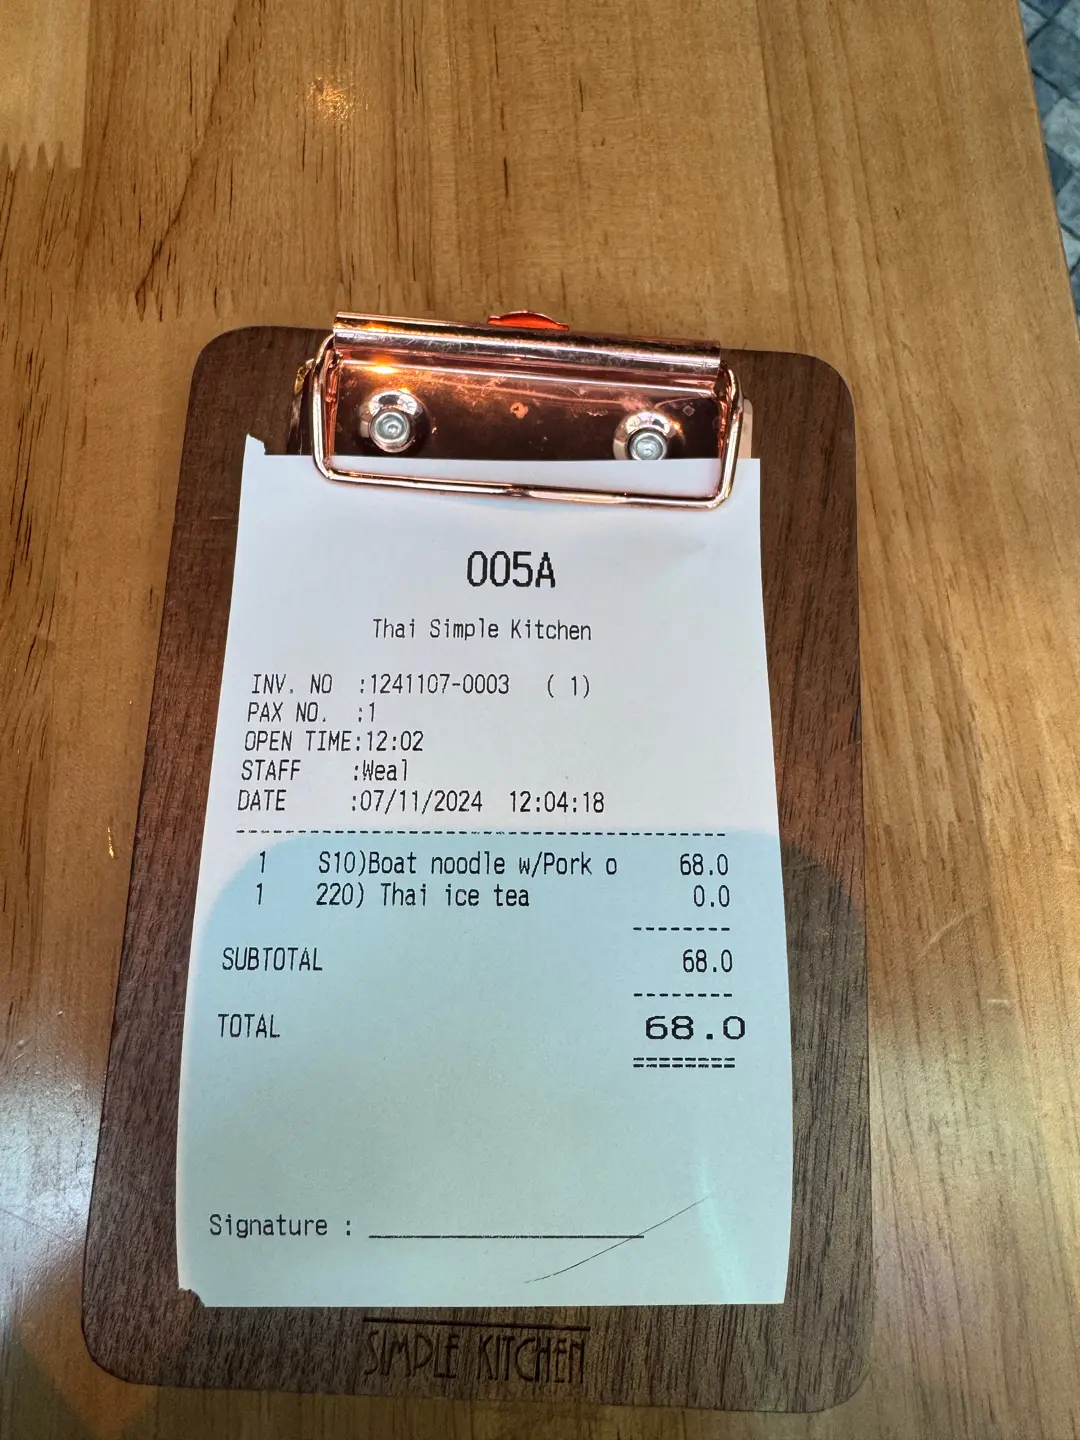 005A
Thai Simple Kitchen
INV. NO :1241107-0003 ( 1)
PAX NO. :1
OPEN TIME:12:02
STAFF :Weal
DATE :07/11/2024 12:04:18
1 S10)Boat noodle w/Pork o 68.0
1 220) Thai ice tea 0.0
SUBTOTAL 68.0
TOTAL 68.0
Signature :
SIMPLE KITCHEN